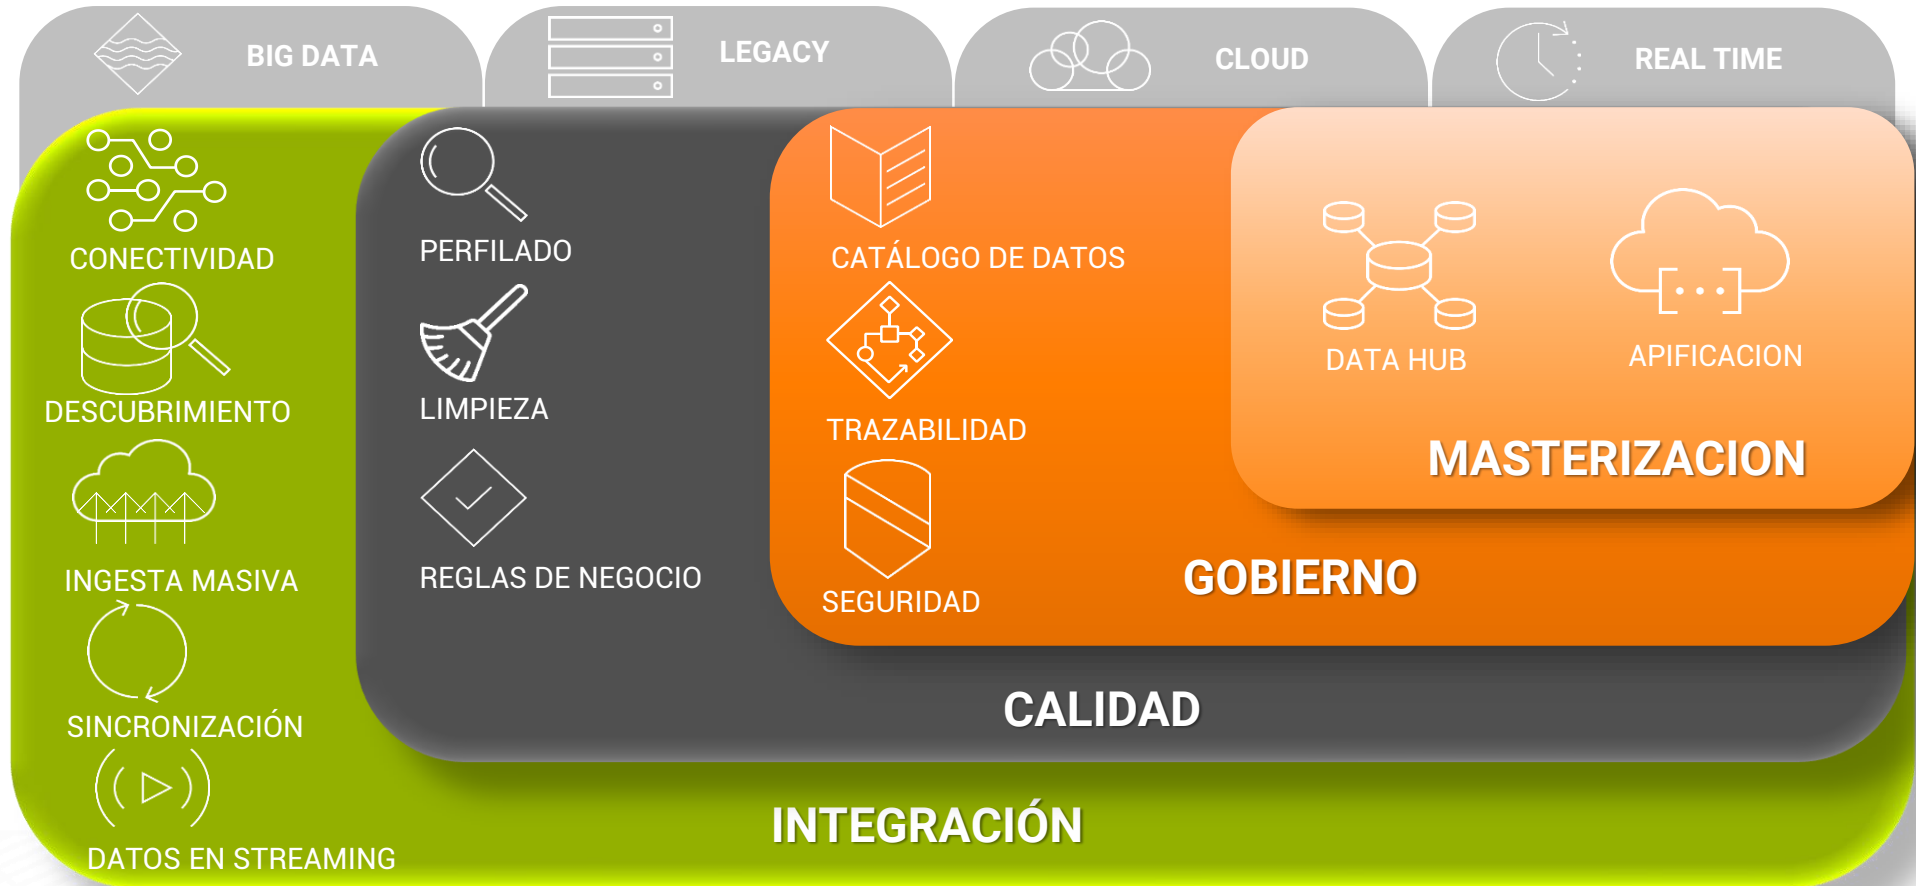 BIG DATA
LEGACY
CLOUD
REAL TIME
CONECTIVIDAD
DESCUBRIMIENTO
INGESTA MASIVA
SINCRONIZACIÓN
DATOS EN STREAMING
INTEGRACIÓN
PERFILADO
LIMPIEZA
REGLAS DE NEGOCIO
CALIDAD
CATÁLOGO DE DATOS
TRAZABILIDAD
SEGURIDAD
GOBIERNO
DATA HUB
APIFICACION
MASTERIZACION